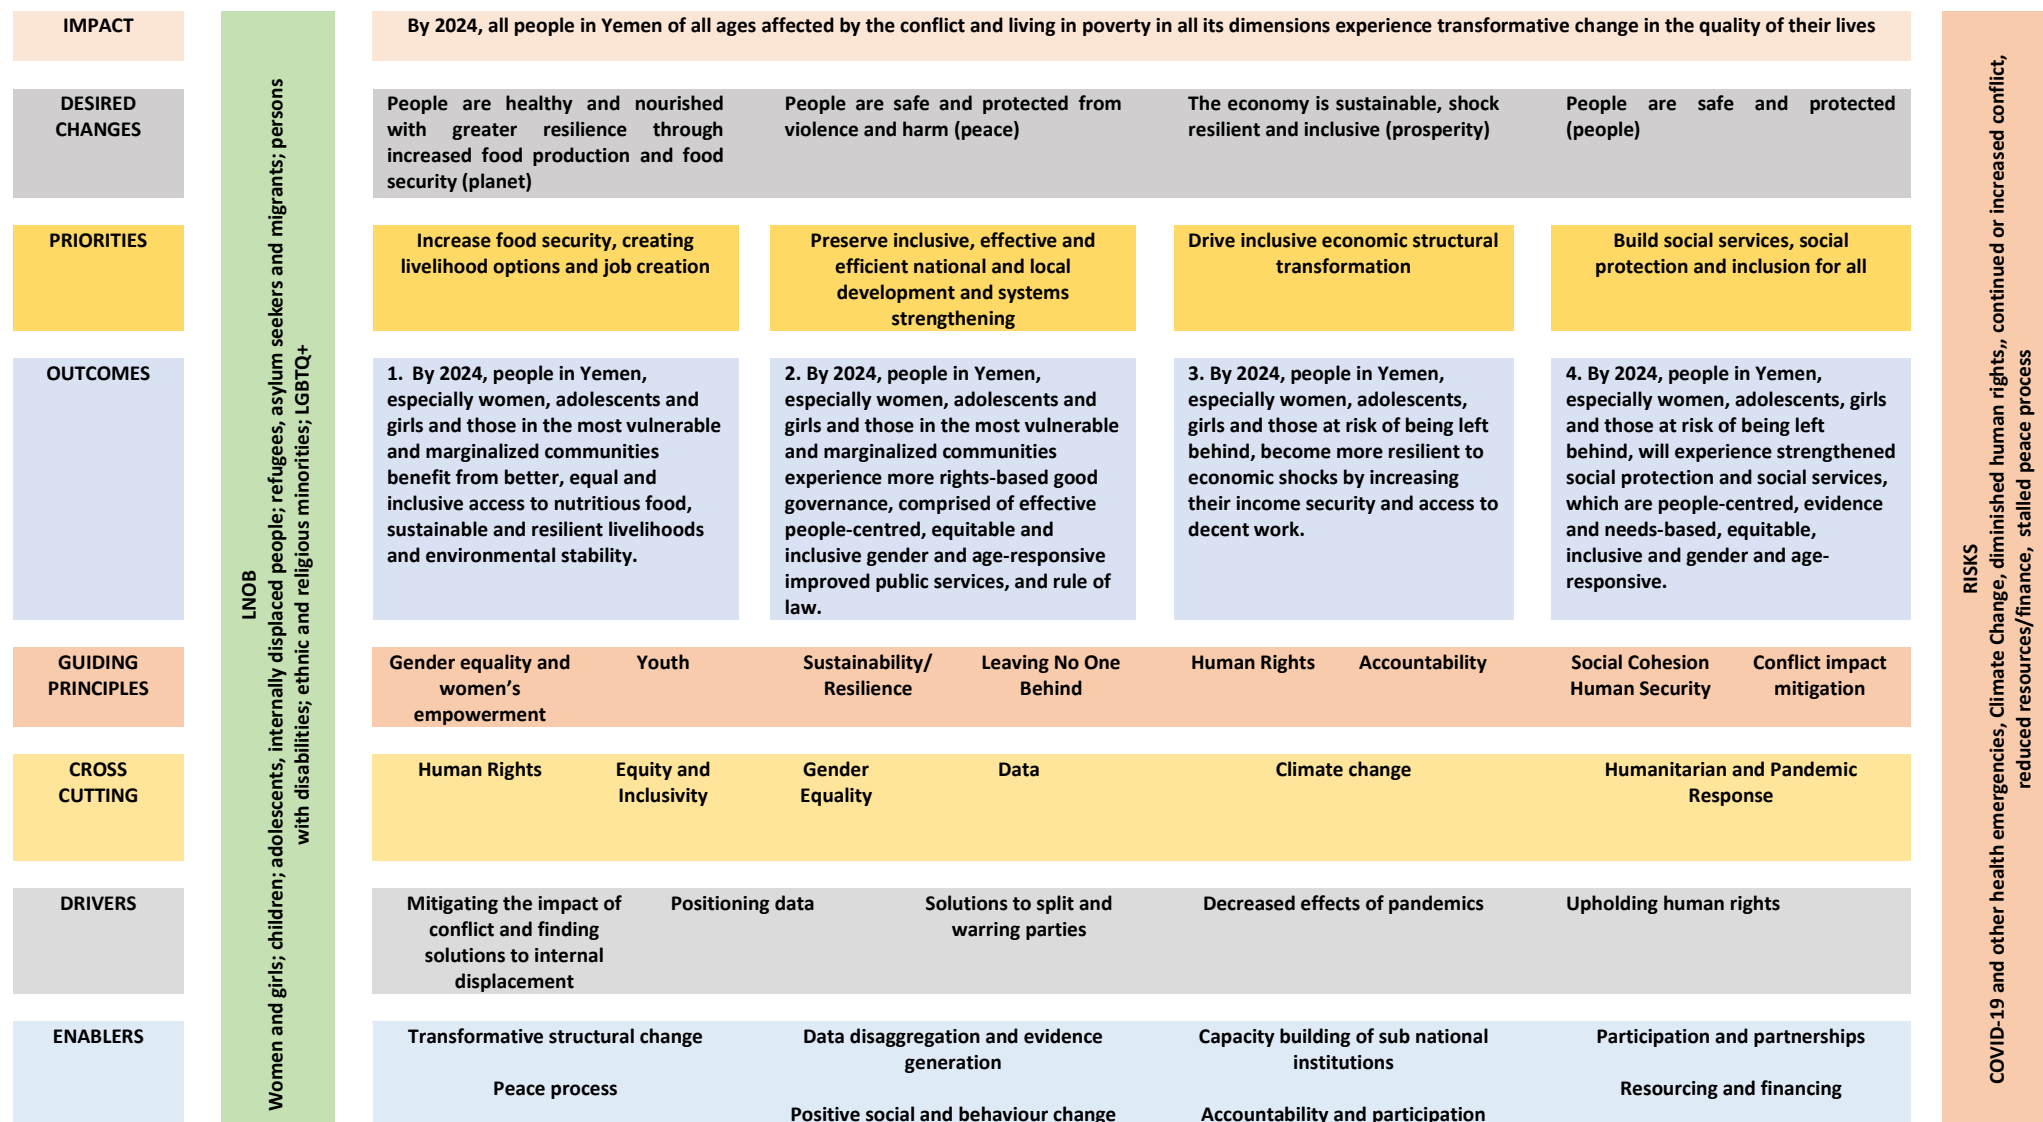 IMPACT
By 2024, all people in Yemen of all ages affected by the conflict and living in poverty in all its dimensions experience transformative change in the quality of their lives
LNOB
Women and girls; children; adolescents, internally displaced people; refugees, asylum seekers and migrants; persons
with disabilities; ethnic and religious minorities; LGBTQ+
DESIRED
CHANGES
People are healthy and nourished
with greater resilience through
increased food production and food
security (planet)
People are safe and protected from
violence and harm (peace)
The economy is sustainable, shock
resilient and inclusive (prosperity)
People are safe and protected
(people)
PRIORITIES
Increase food security, creating
livelihood options and job creation
Preserve inclusive, effective and
efficient national and local
development and systems
strengthening
Drive inclusive economic structural
transformation
Build social services, social
protection and inclusion for all
OUTCOMES
1. By 2024, people in Yemen,
especially women, adolescents and
girls and those in the most vulnerable
and marginalized communities
benefit from better, equal and
inclusive access to nutritious food,
sustainable and resilient livelihoods
and environmental stability.
2. By 2024, people in Yemen,
especially women, adolescents and
girls and those in the most vulnerable
and marginalized communities
experience more rights-based good
governance, comprised of effective
people-centred, equitable and
inclusive gender and age-responsive
improved public services, and rule of
law.
3. By 2024, people in Yemen,
especially women, adolescents,
girls and those at risk of being left
behind, become more resilient to
economic shocks by increasing
their income security and access to
decent work.
4. By 2024, people in Yemen,
especially women, adolescents, girls
and those at risk of being left
behind, will experience strengthened
social protection and social services,
which are people-centred, evidence
and needs-based, equitable,
inclusive and gender and age-
responsive.
GUIDING
PRINCIPLES
Gender equality and
women’s
empowerment
Youth
Sustainability/
Resilience
Leaving No One
Behind
Human Rights
Accountability
Social Cohesion
Human Security
Conflict impact
mitigation
CROSS
CUTTING
Human Rights
Equity and
Inclusivity
Gender
Equality
Data
Climate change
Humanitarian and Pandemic
Response
DRIVERS
Mitigating the impact of
conflict and finding
solutions to internal
displacement
Positioning data
Solutions to split and
warring parties
Decreased effects of pandemics
Upholding human rights
ENABLERS
Transformative structural change
Peace process
Data disaggregation and evidence
generation
Positive social and behaviour change
Capacity building of sub national
institutions
Accountability and participation
Participation and partnerships
Resourcing and financing
RISKS
COVID-19 and other health emergencies, Climate Change, diminished human rights,, continued or increased conflict,
reduced resources/finance, stalled peace process